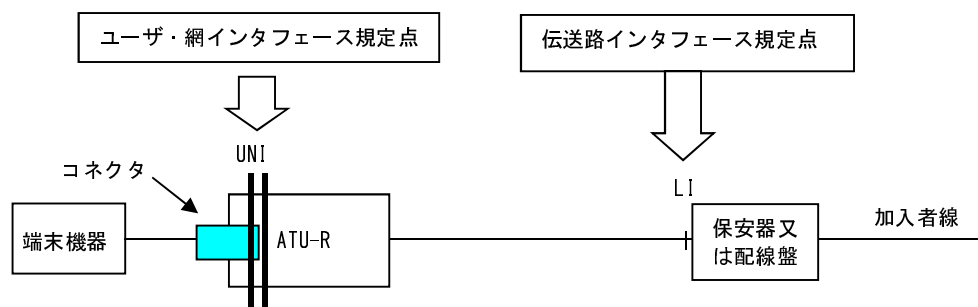 ユーザ・網インタフェース規定点
伝送路インタフェース規定点
UNI
コネクタ
LI
端末機器
ATU-R
保安器又
は配線盤
加入者線